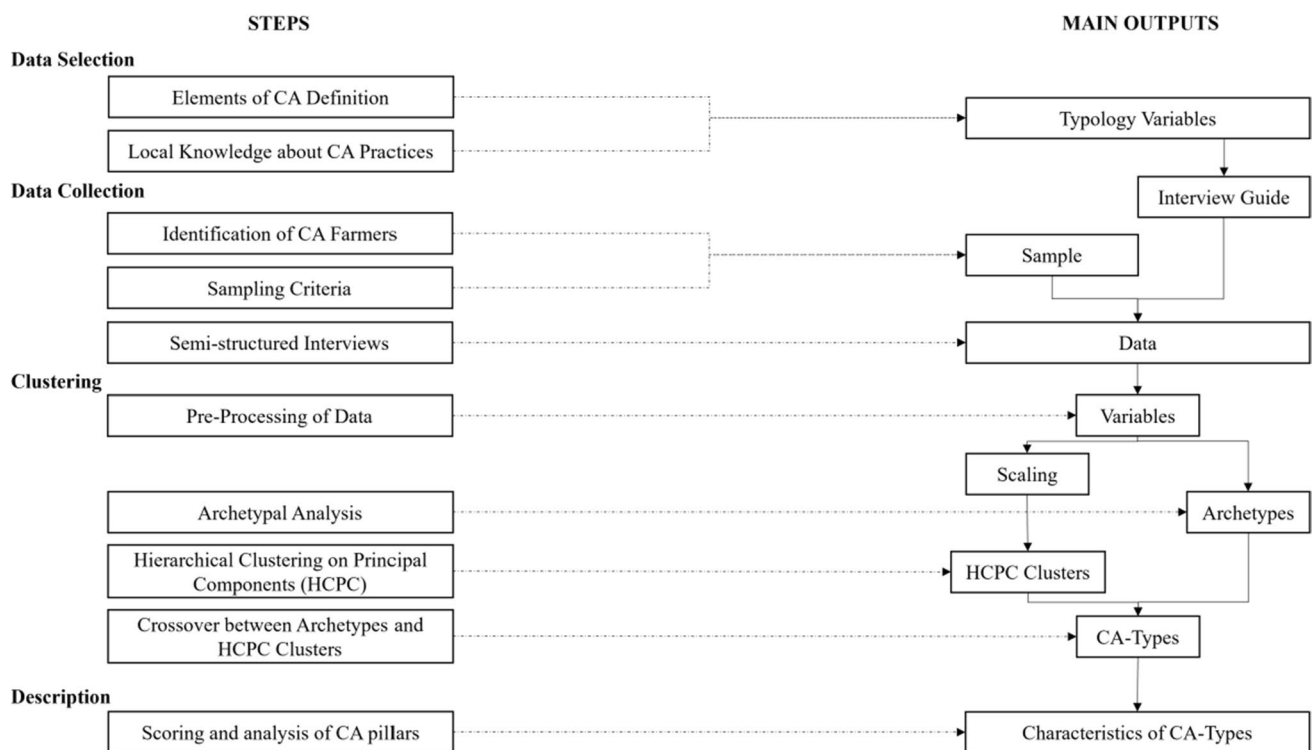 STEPS
MAIN OUTPUTS
Data Selection
Elements of CA Definition
Typology Variables
Local Knowledge about CA Practices
Data Collection
Interview Guide
Identification of CA Farmers
Sample
Sampling Criteria
Semi-structured Interviews
Data
Clustering
Pre-Processing of Data
Variables
Scaling
Archetypal Analysis
Archetypes
Hierarchical Clustering on Principal
Components (HCPC)
HCPC Clusters
Crossover between Archetypes and
HCPC Clusters
CA-Types
Description
Scoring and analysis of CA pillars
Characteristics of CA-Types